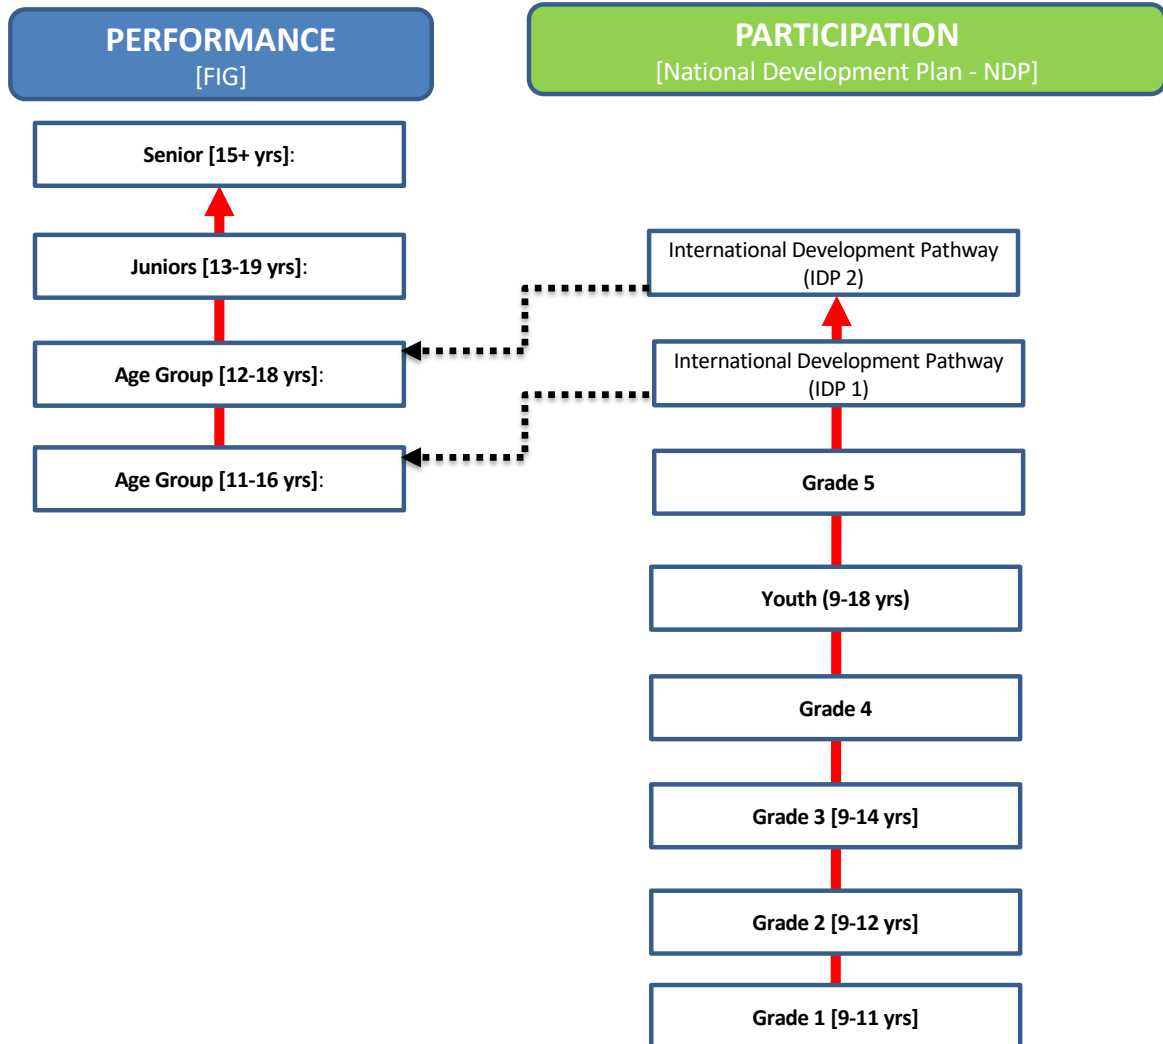 PERFORMANCE
[FIG]
PARTICIPATION
[National Development Plan - NDP]
Senior [15+ yrs]:
Juniors [13-19 yrs]:
Age Group [12-18 yrs]:
Age Group [11-16 yrs]:
International Development Pathway
(IDP 2)
International Development Pathway
(IDP 1)
Grade 5
Youth (9-18 yrs)
Grade 4
Grade 3 [9-14 yrs]
Grade 2 [9-12 yrs]
Grade 1 [9-11 yrs]